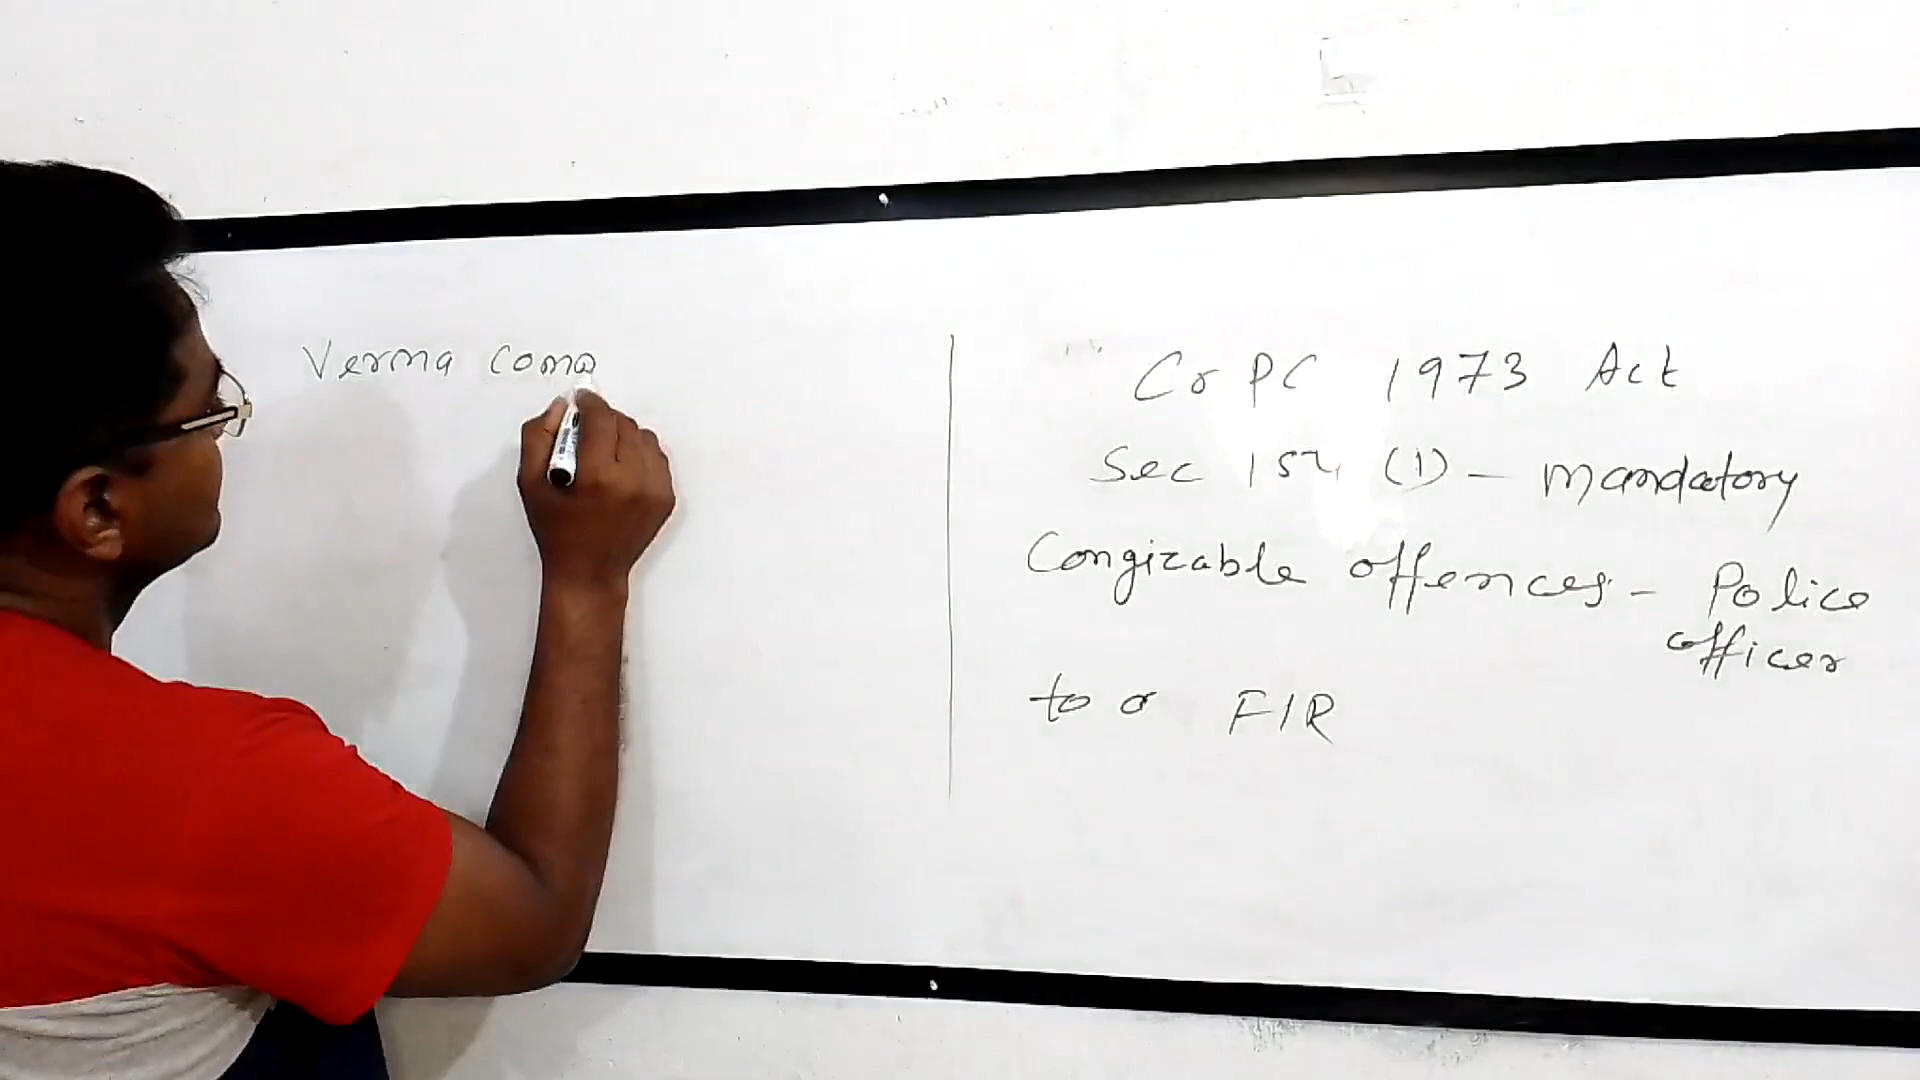 Verma Coma
CrPC 1973 Act
Sec 154 (1) - Mandatory
Congizable offences - Police
officer
to a FIR